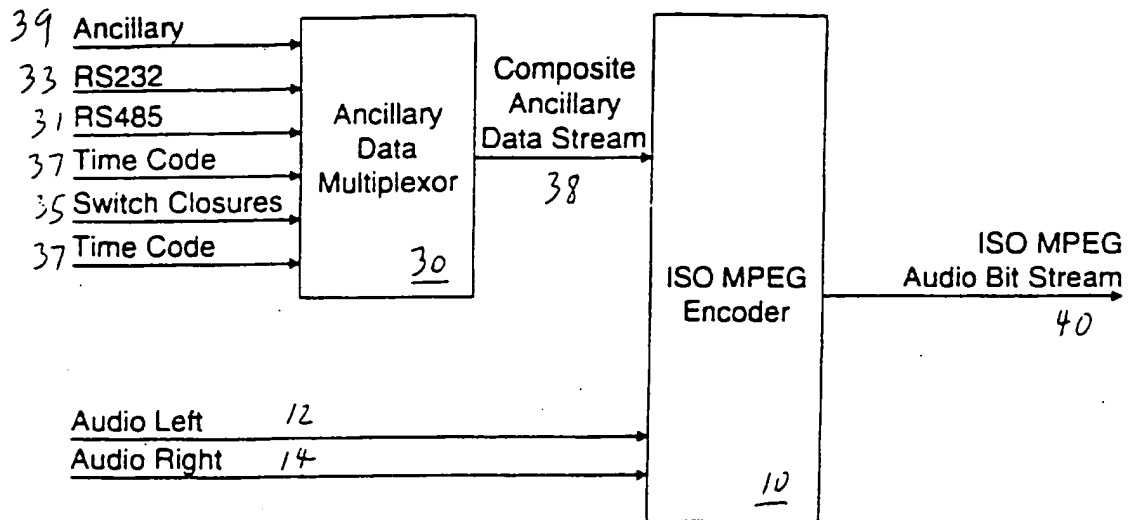 39 Ancillary
33 RS232
31 RS485
37 Time Code
35 Switch Closures
37 Time Code
Ancillary
Data
Multiplexor
30
Composite
Ancillary
Data Stream
38
ISO MPEG
Encoder
10
ISO MPEG
Audio Bit Stream
40
Audio Left 12
Audio Right 14